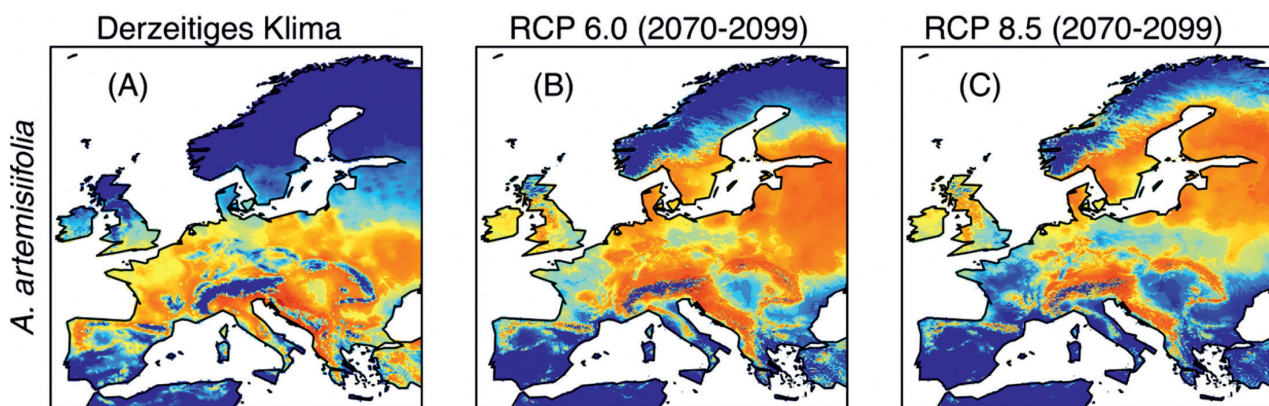 Derzeitiges Klima
RCP 6.0 (2070-2099)
RCP 8.5 (2070-2099)
(A)
(B)
(C)
A. artemisiifolia